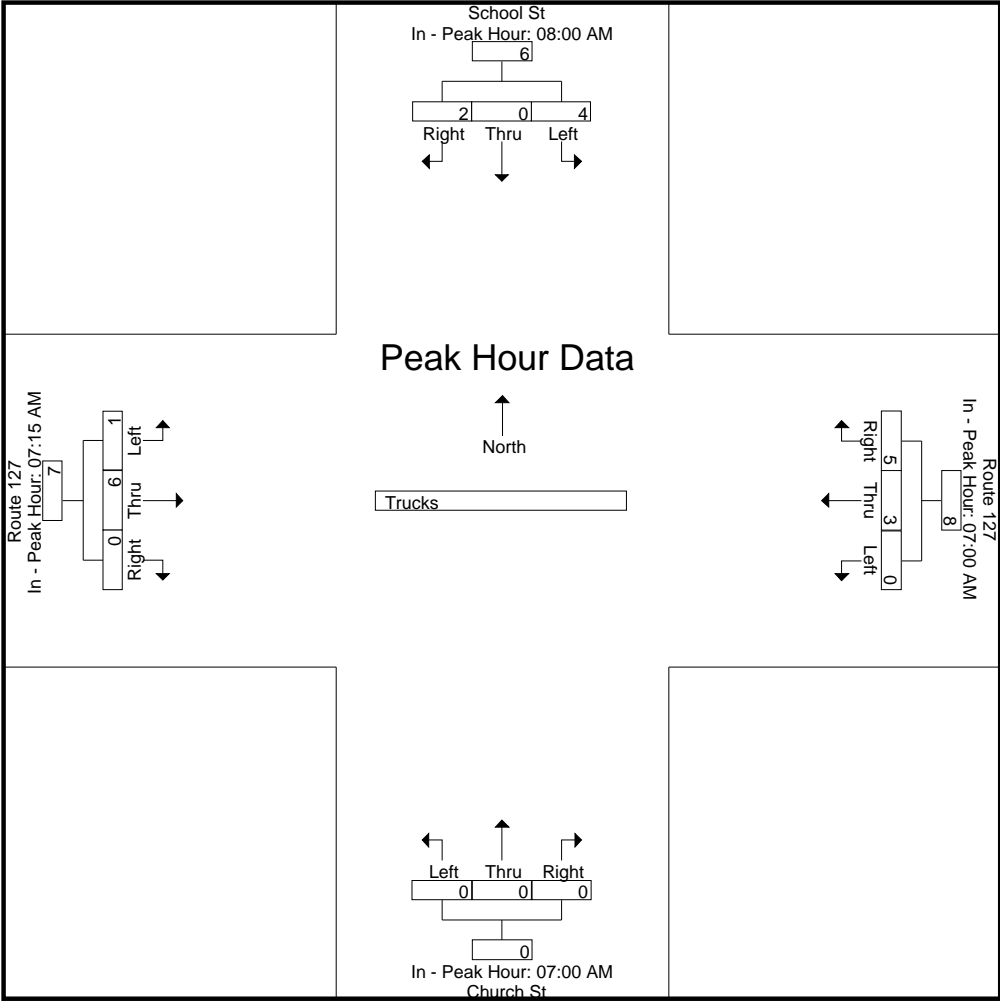 School St
In - Peak Hour: 08:00 AM
6
2 0 4
Right Thru Left
Peak Hour Data
North
Trucks
Route 127
In - Peak Hour: 07:15 AM
7
1 6 0
Left Thru Right
Route 127
In - Peak Hour: 07:00 AM
8
5 3 0
Right Thru Left
Left Thru Right
0 0 0
0
In - Peak Hour: 07:00 AM
Church St